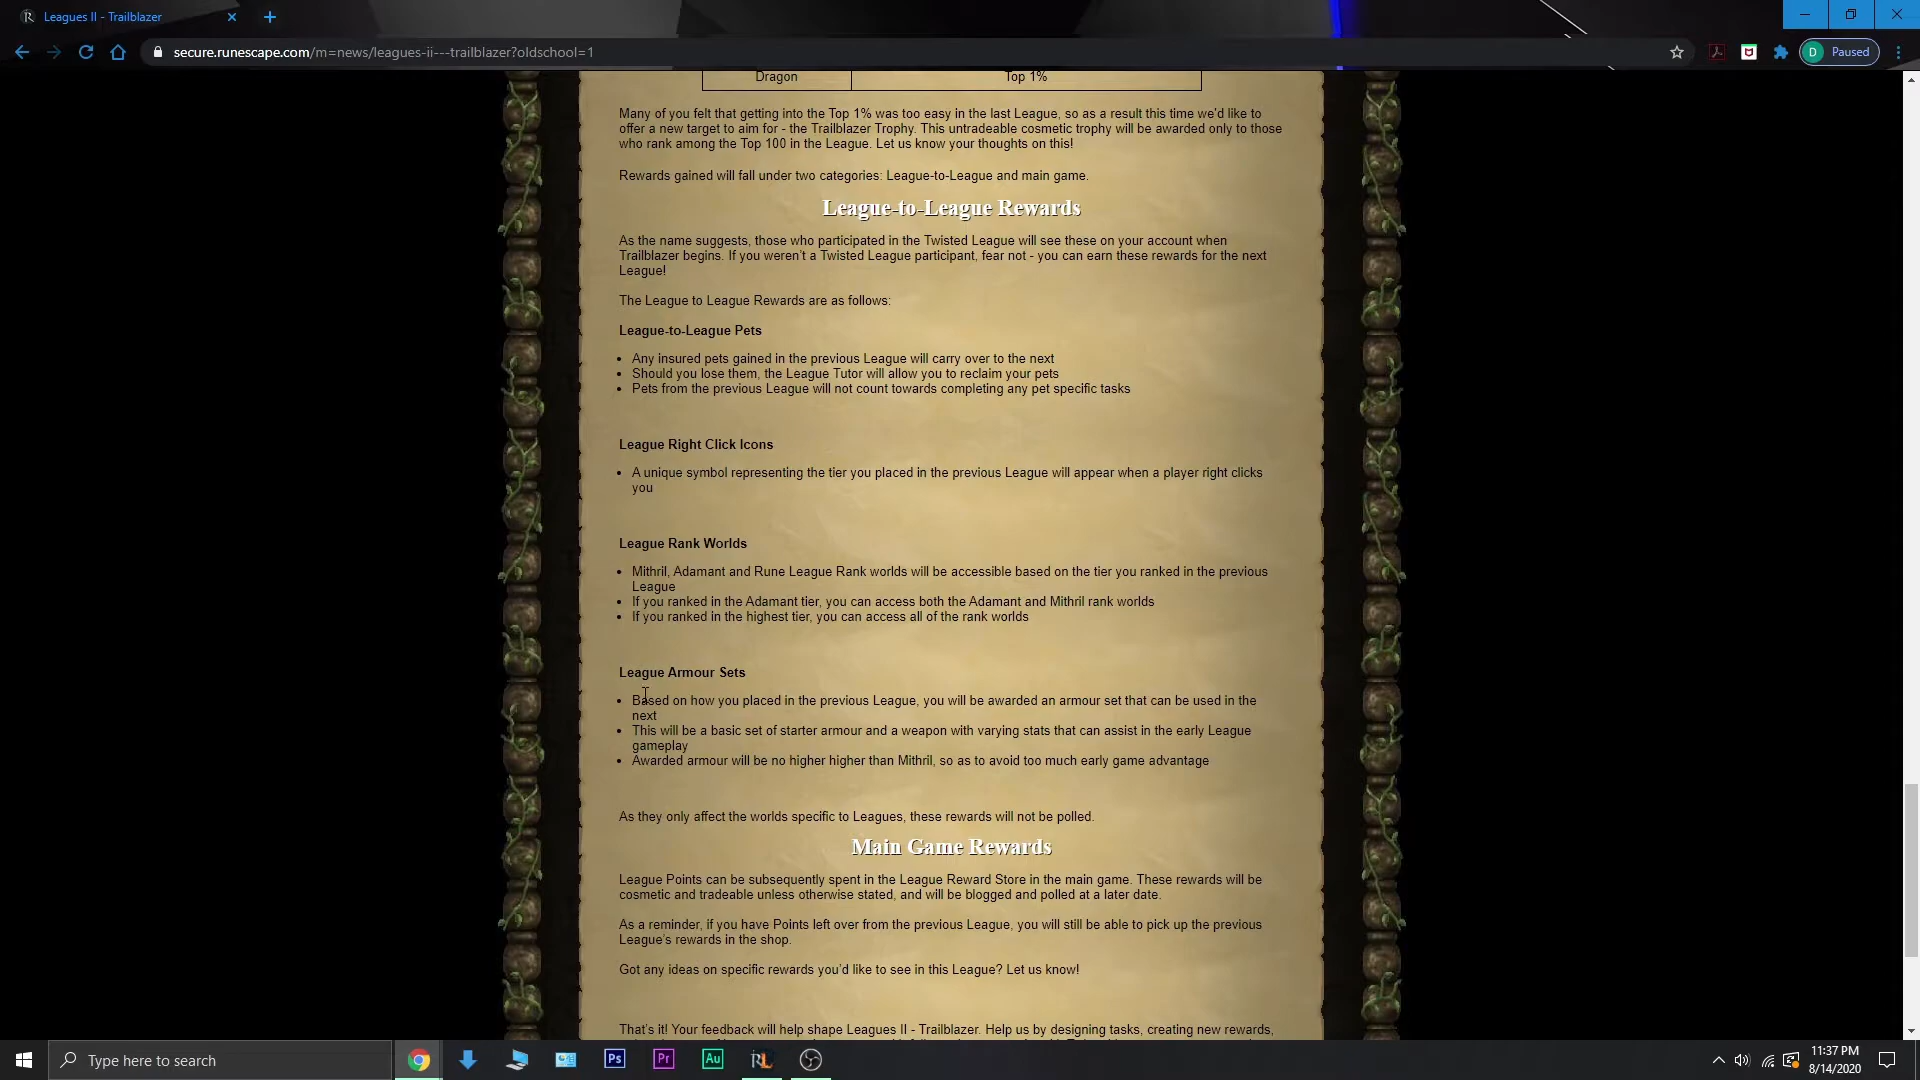 Leagues II - Trailblazer
secure.runescape.com/m=news/leagues-ii---trailblazer?oldschool=1
D Paused
Dragon Top 1%
Many of you felt that getting into the Top 1% was too easy in the last League, so as a result this time we'd like to
offer a new target to aim for - the Trailblazer Trophy. This untradeable cosmetic trophy will be awarded only to those
who rank among the Top 100 in the League. Let us know your thoughts on this!
Rewards gained will fall under two categories: League-to-League and main game.
League-to-League Rewards
As the name suggests, those who participated in the Twisted League will see these on your account when
Trailblazer begins. If you weren't a Twisted League participant, fear not - you can earn these rewards for the next
League!
The League to League Rewards are as follows:
League-to-League Pets
• Any insured pets gained in the previous League will carry over to the next
• Should you lose them, the League Tutor will allow you to reclaim your pets
• Pets from the previous League will not count towards completing any pet specific tasks
League Right Click Icons
• A unique symbol representing the tier you placed in the previous League will appear when a player right clicks
you
League Rank Worlds
• Mithril, Adamant and Rune League Rank worlds will be accessible based on the tier you ranked in the previous
League
• If you ranked in the Adamant tier, you can access both the Adamant and Mithril rank worlds
• If you ranked in the highest tier, you can access all of the rank worlds
League Armour Sets
• Based on how you placed in the previous League, you will be awarded an armour set that can be used in the
next
• This will be a basic set of starter armour and a weapon with varying stats that can assist in the early League
gameplay
• Awarded armour will be no higher higher than Mithril, so as to avoid too much early game advantage
As they only affect the worlds specific to Leagues, these rewards will not be polled.
Main Game Rewards
League Points can be subsequently spent in the League Reward Store in the main game. These rewards will be
cosmetic and tradeable unless otherwise stated, and will be blogged and polled at a later date.
As a reminder, if you have Points left over from the previous League, you will still be able to pick up the previous
League's rewards in the shop.
Got any ideas on specific rewards you'd like to see in this League? Let us know!
That's it! Your feedback will help shape Leagues II - Trailblazer. Help us by designing tasks, creating new rewards,
Type here to search
Ps
Pr
Au
RL
11:37 PM
8/14/2020